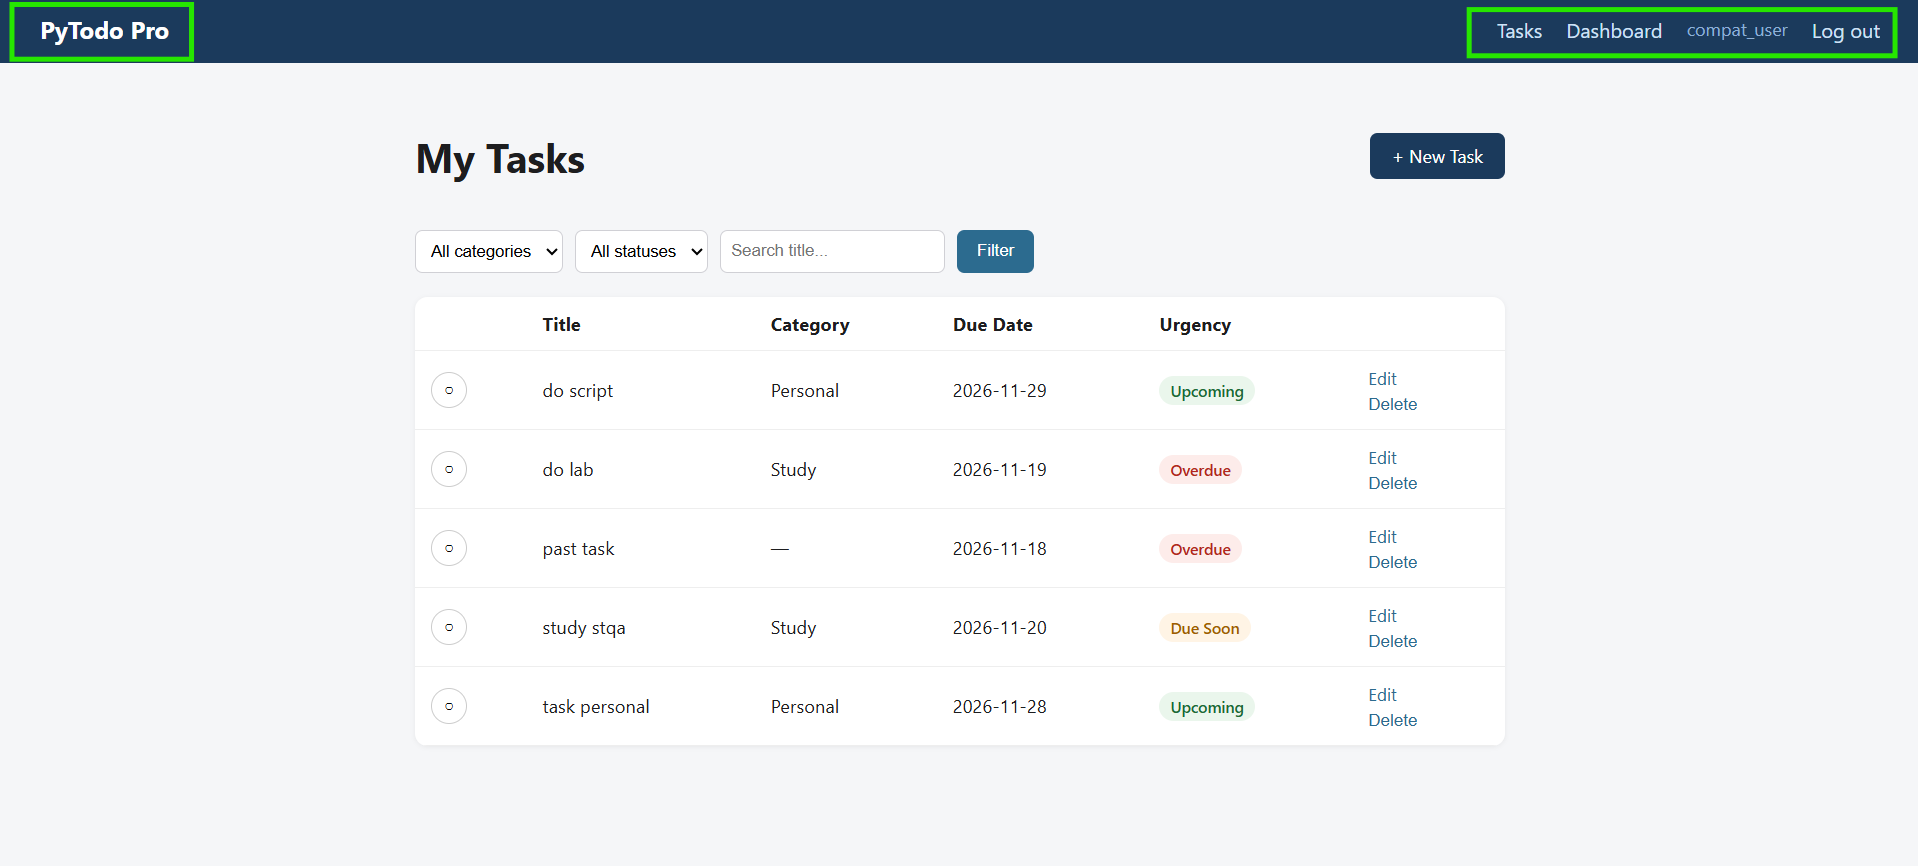 PyTodo Pro Tasks Dashboard compat_user Log out
My Tasks + New Task
All categories All statuses Search title... Filter
Title Category Due Date Urgency
do script Personal 2026-11-29 Upcoming Edit
Delete
do lab Study 2026-11-19 Overdue Edit
Delete
past task — 2026-11-18 Overdue Edit
Delete
study stqa Study 2026-11-20 Due Soon Edit
Delete
task personal Personal 2026-11-28 Upcoming Edit
Delete